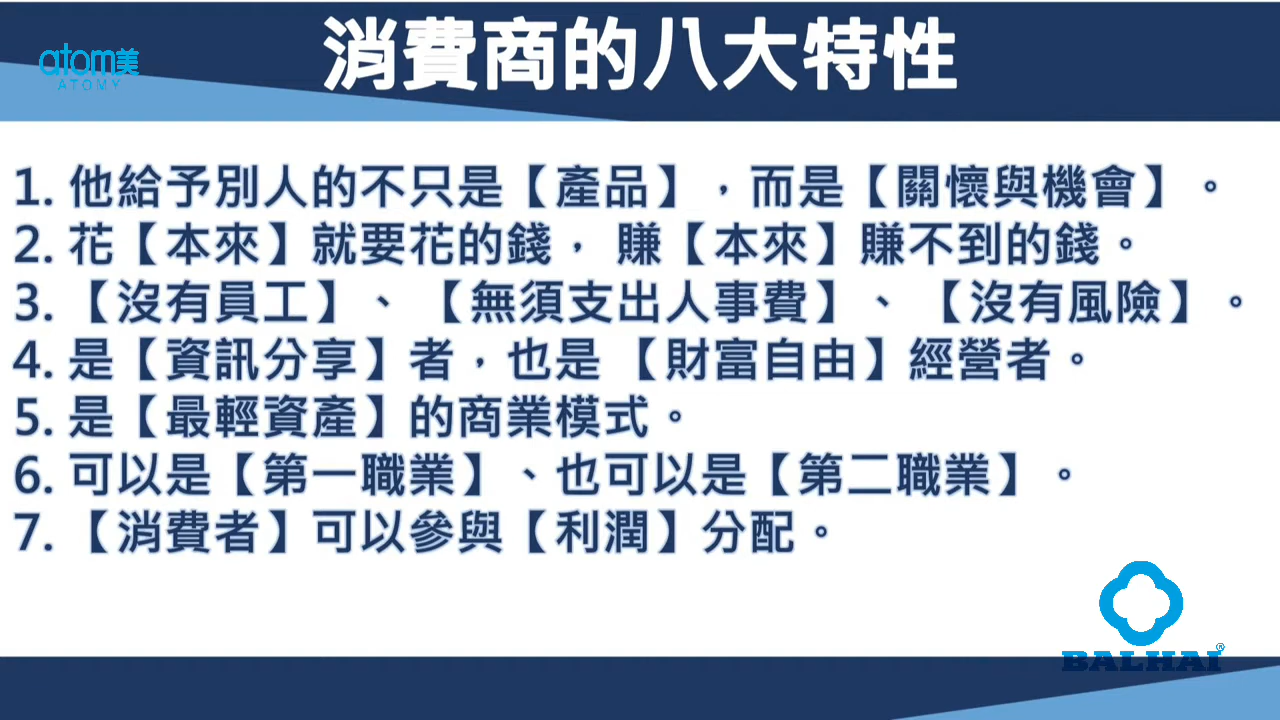 消費商的八大特性
atom美
ATOMY
1. 他給予別人的不只是【產品】，而是【關懷與機會】。
2. 花【本來】就要花的錢， 賺【本來】賺不到的錢。
3. 【沒有員工】、 【無須支出人事費】、 【沒有風險】。
4. 是【資訊分享】者，也是 【財富自由】經營者。
5. 是【最輕資產】的商業模式。
6. 可以是【第一職業】、也可以是【第二職業】。
7. 【消費者】可以參與【利潤】分配。
BALHAI®